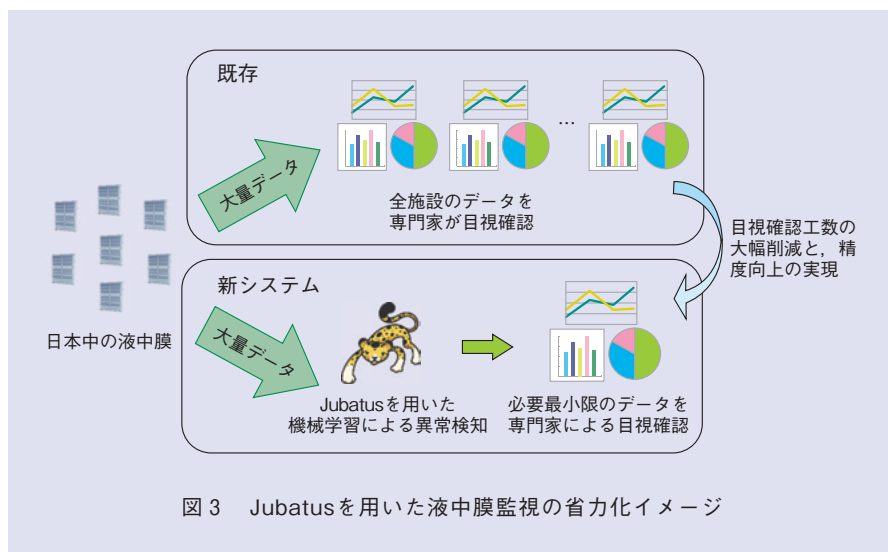 既存
大量データ
…
全施設のデータを
専門家が目視確認
目視確認工数の
大幅削減と，精
度向上の実現
日本中の液中膜
新システム
大量データ
Jubatusを用いた
機械学習による異常検知
必要最小限のデータを
専門家による目視確認
図3　Jubatusを用いた液中膜監視の省力化イメージ